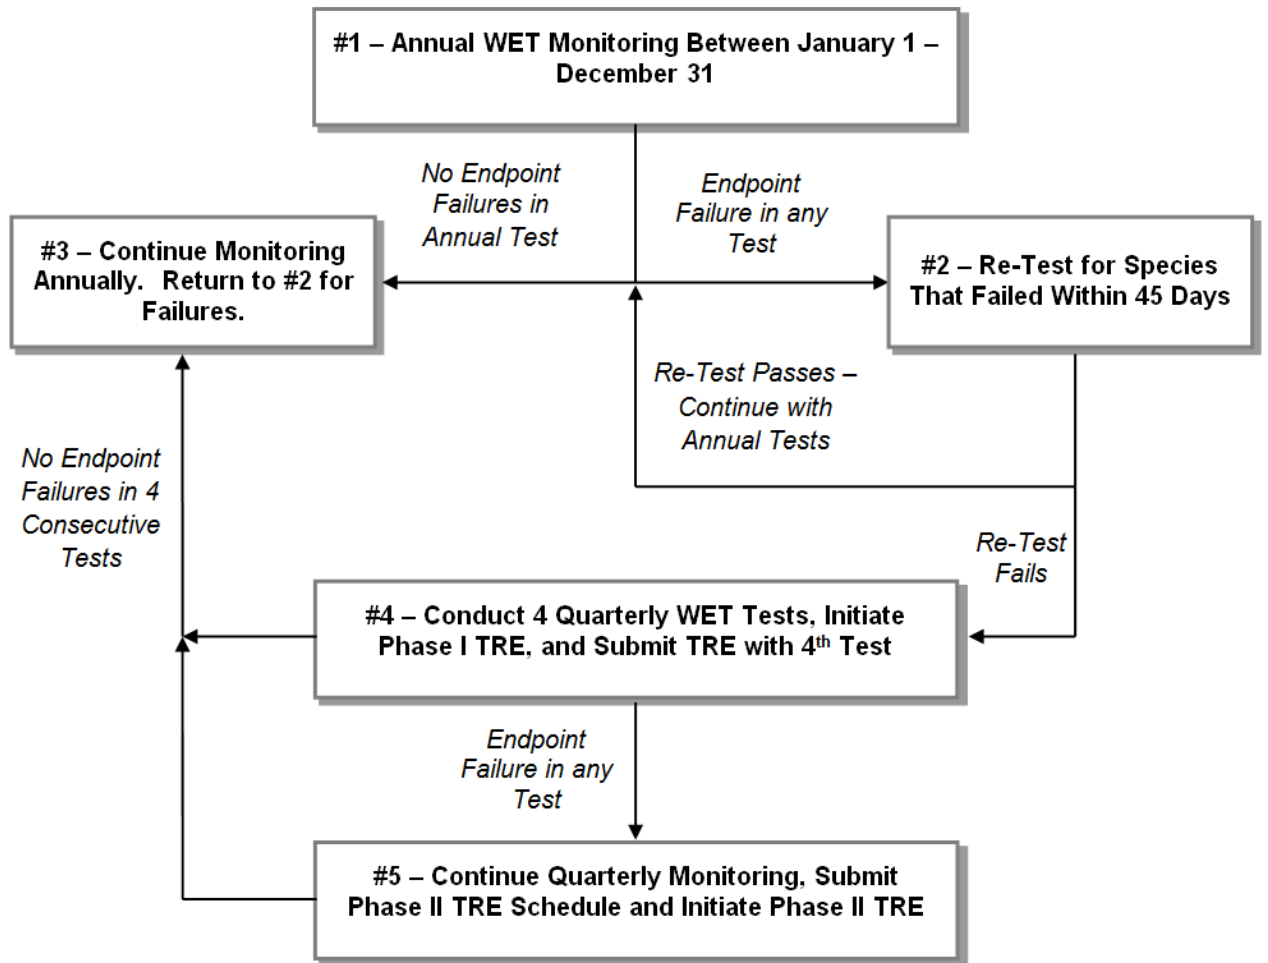 #1 – Annual WET Monitoring Between January 1 –
December 31
No Endpoint
Failures in
Annual Test
Endpoint
Failure in any
Test
#3 – Continue Monitoring
Annually.  Return to #2 for
Failures.
#2 – Re-Test for Species
That Failed Within 45 Days
Re-Test Passes –
Continue with
Annual Tests
No Endpoint
Failures in 4
Consecutive
Tests
Re-Test
Fails
#4 – Conduct 4 Quarterly WET Tests, Initiate
Phase I TRE, and Submit TRE with 4th Test
Endpoint
Failure in any
Test
#5 – Continue Quarterly Monitoring, Submit
Phase II TRE Schedule and Initiate Phase II TRE